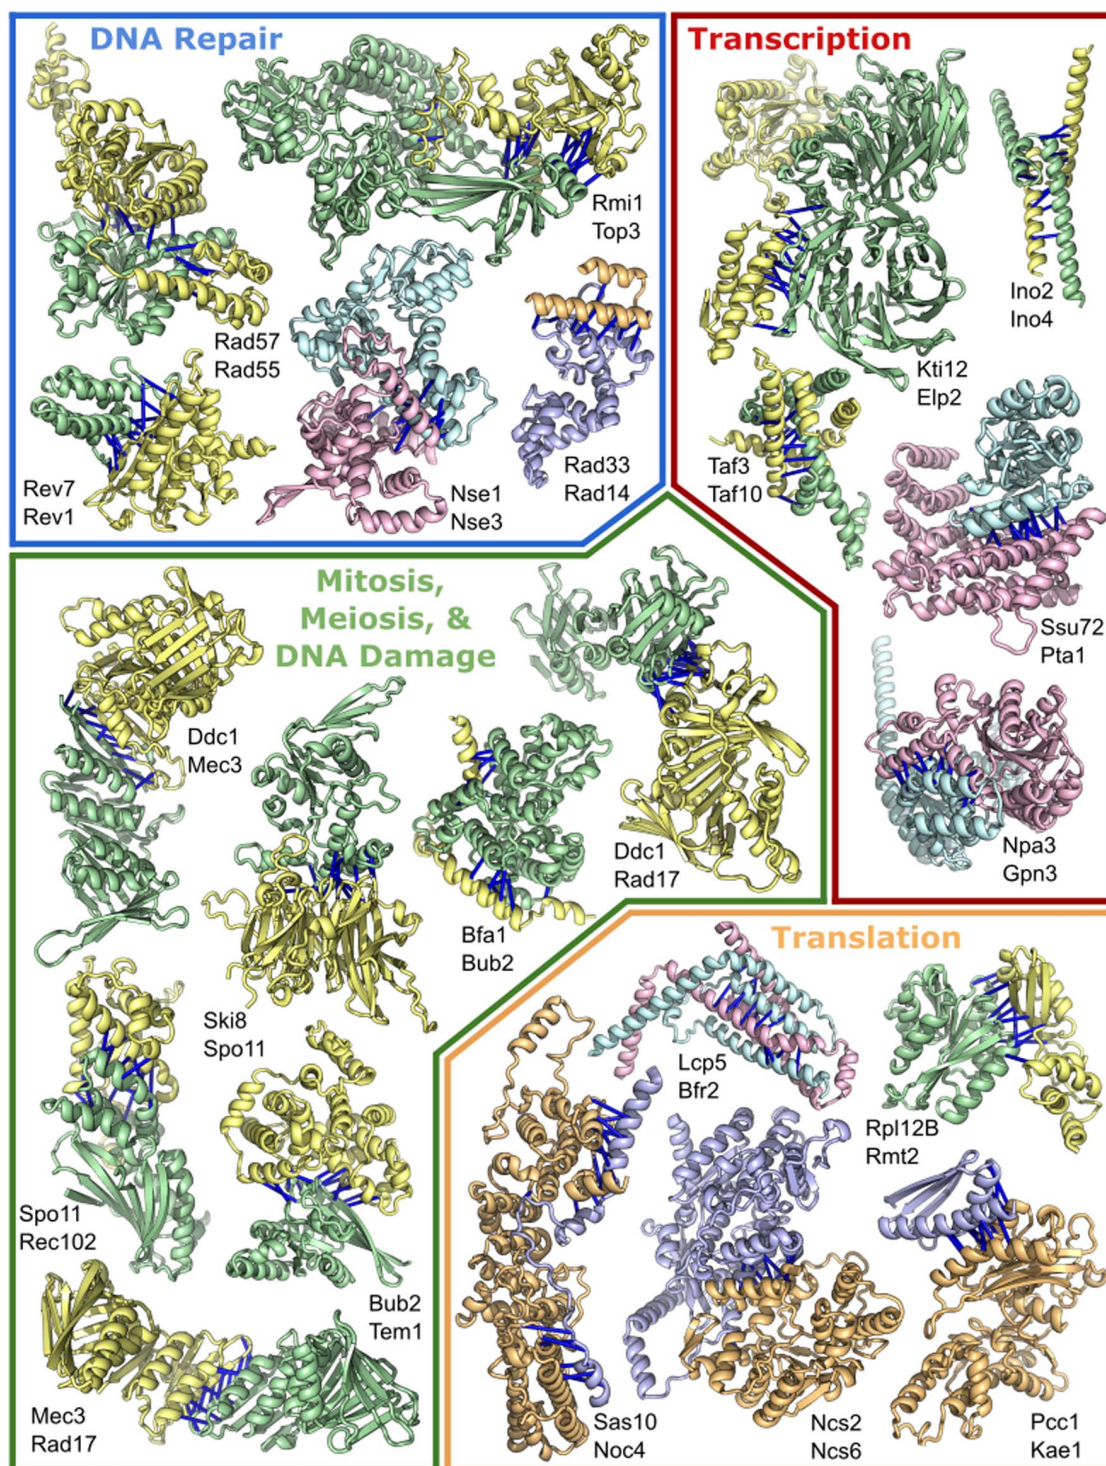 DNA Repair
Rad57
Rad55
Rmi1
Top3
Rev7
Rev1
Nse1
Nse3
Rad33
Rad14
Transcription
Kti12
Elp2
Ino2
Ino4
Taf3
Taf10
Ssu72
Pta1
Npa3
Gpn3
Mitosis,
Meiosis, &
DNA Damage
Ddc1
Mec3
Ski8
Spo11
Bfa1
Bub2
Ddc1
Rad17
Spo11
Rec102
Bub2
Tem1
Mec3
Rad17
Translation
Lcp5
Bfr2
Rpl12B
Rmt2
Sas10
Noc4
Ncs2
Ncs6
Pcc1
Kae1